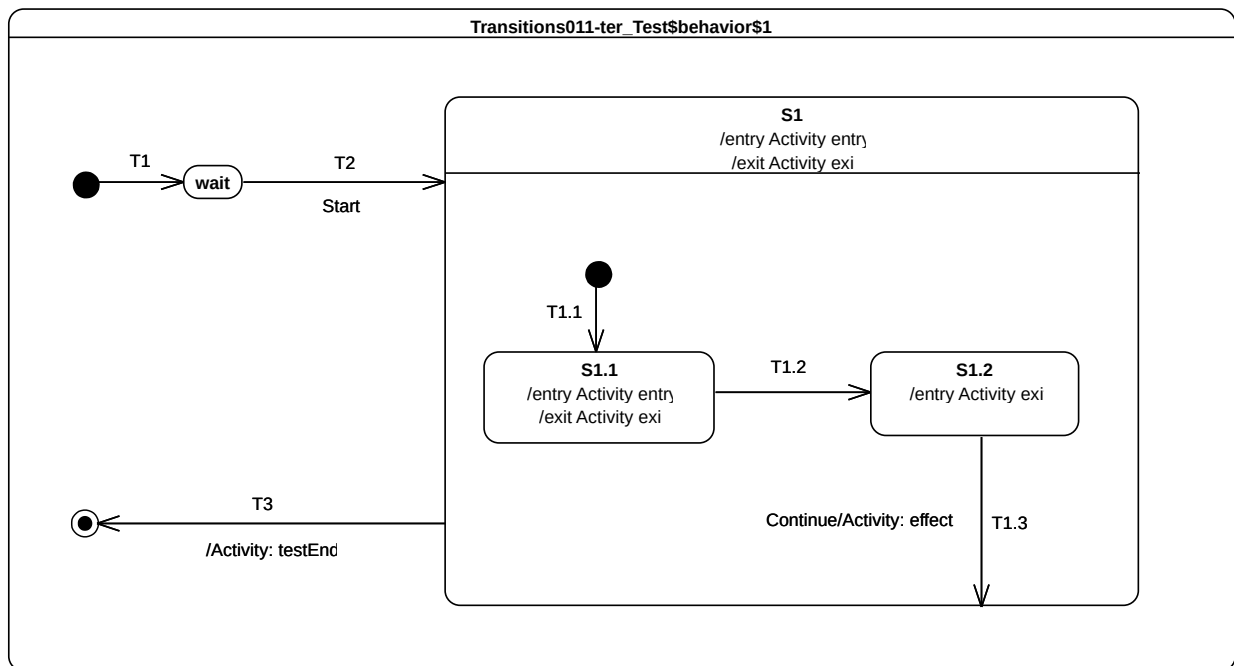 Transitions011-ter_Test$behavior$1
S1
/entry Activity entry
/exit Activity exi
T1
wait
T2
Start
T1.1
S1.1
/entry Activity entry
/exit Activity exi
T1.2
S1.2
/entry Activity exi
T3
/Activity: testEnd
Continue/Activity: effect
T1.3